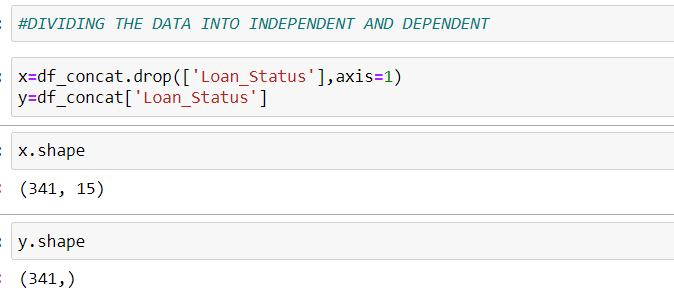 #DIVIDING THE DATA INTO INDEPENDENT AND DEPENDENT
x=df_concat.drop(['Loan_Status'],axis=1)
y=df_concat['Loan_Status']
x.shape
(341, 15)
y.shape
(341,)